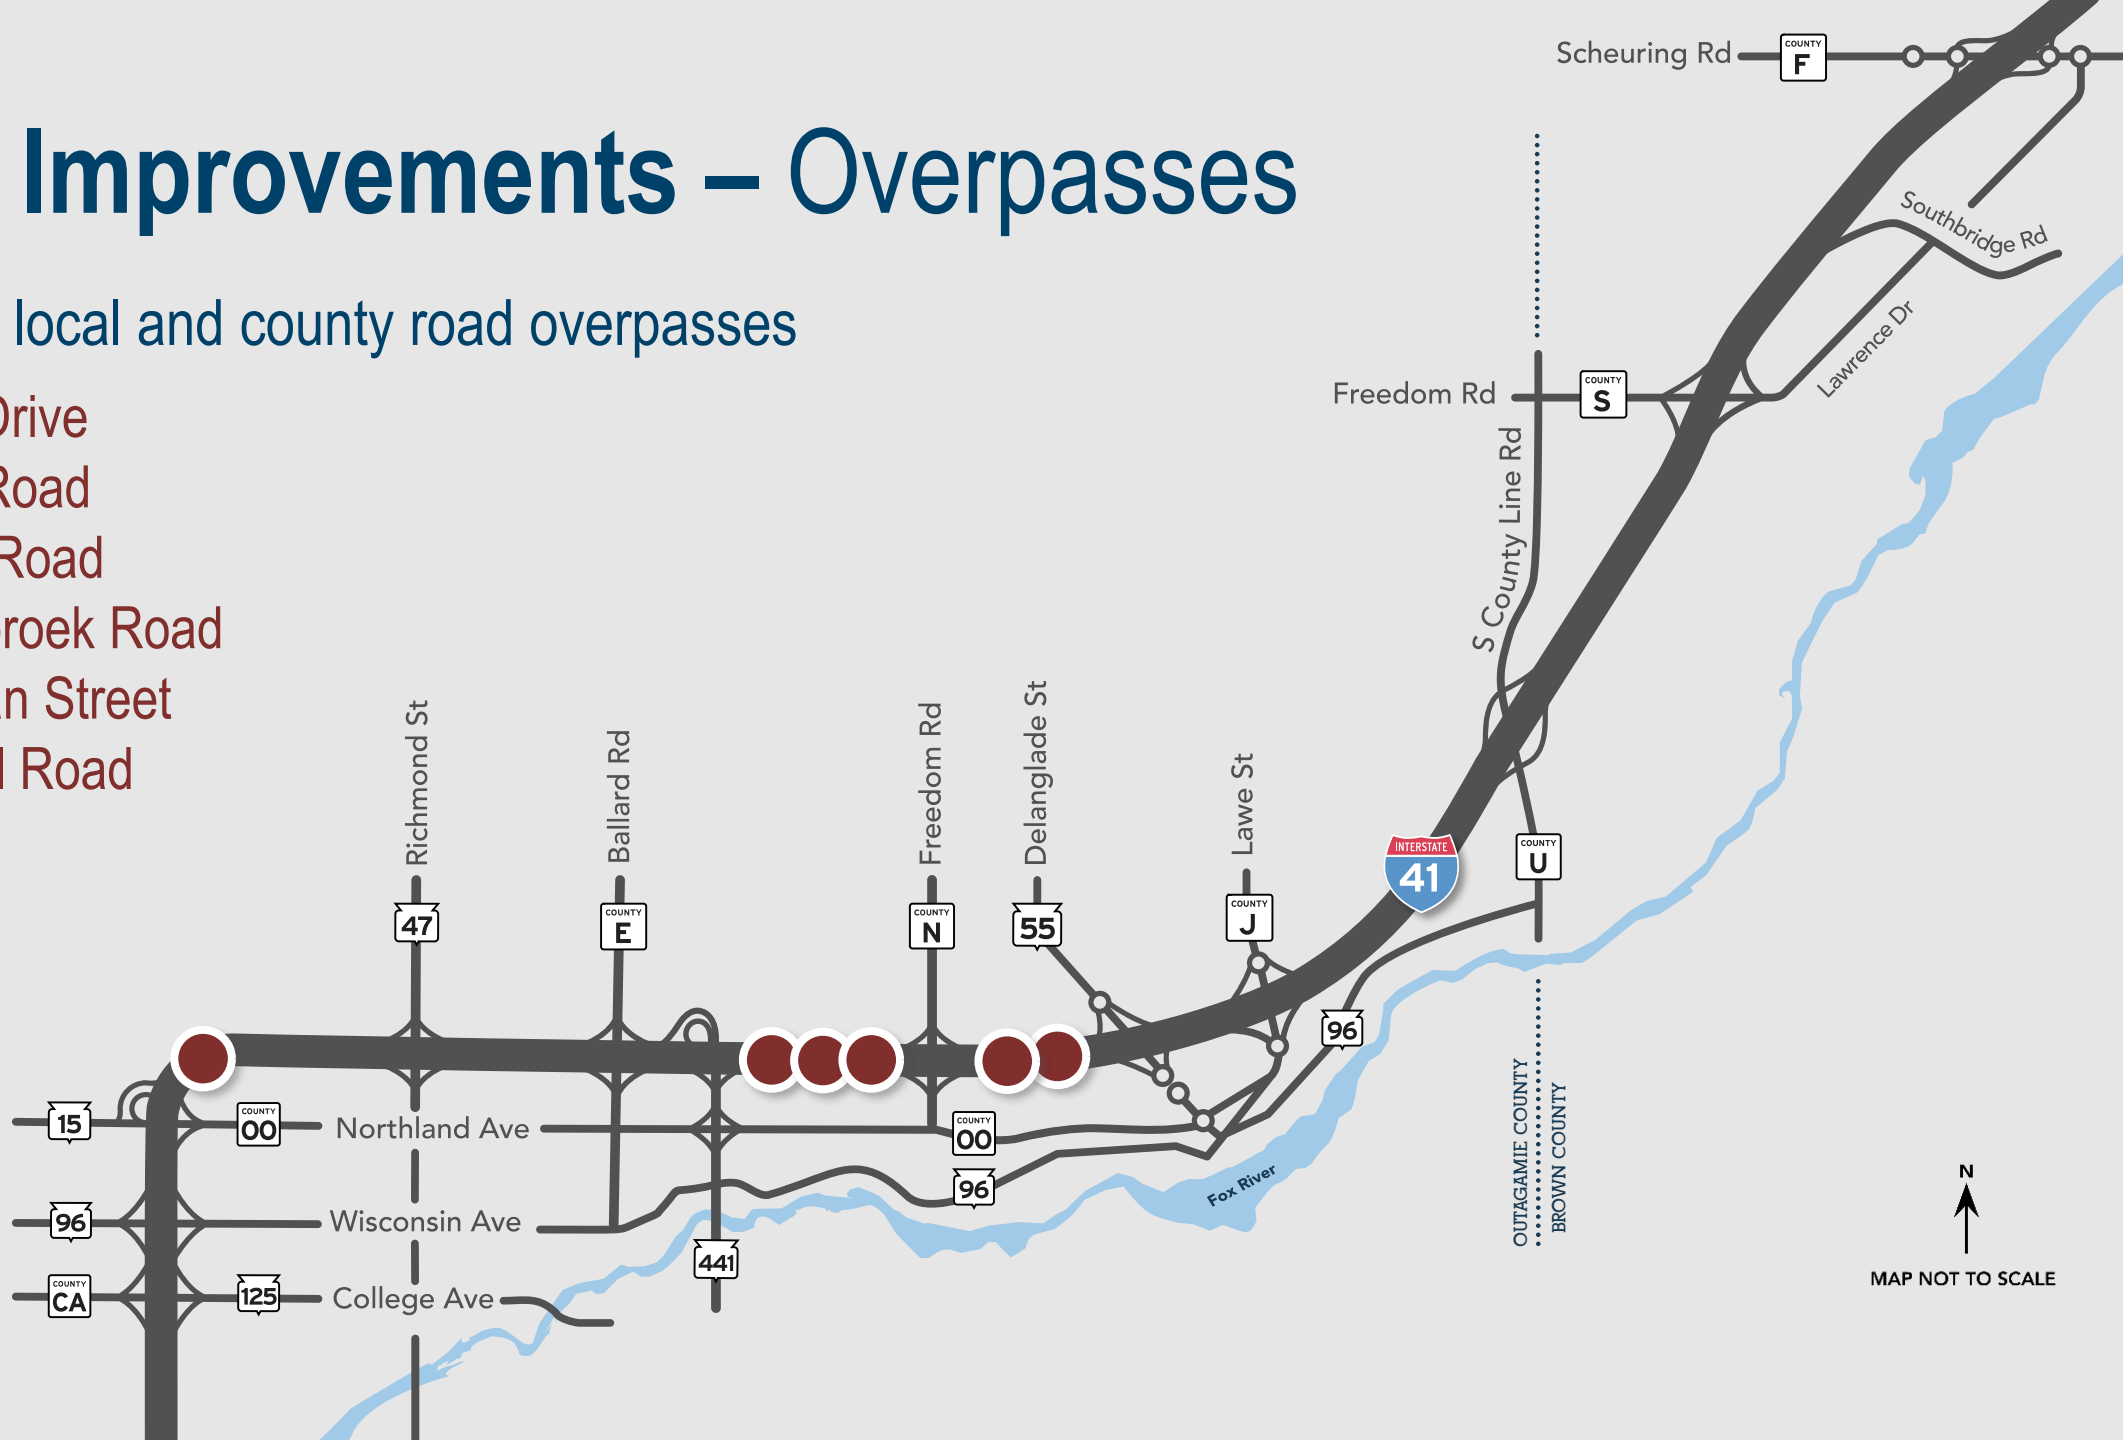 Scheuring Rd
COUNTY
F
Improvements – Overpasses
Southbridge Rd
local and county road overpasses
Lawrence Dr
Freedom Rd
COUNTY
S
Drive
Road
Road
roek Road
n Street
Road
S County Line Rd
Richmond St
Ballard Rd
Freedom Rd
Delanglade St
Lawe St
INTERSTATE
41
COUNTY
U
47
COUNTY
E
COUNTY
N
55
COUNTY
J
96
15
COUNTY
OO
Northland Ave
COUNTY
OO
96
Wisconsin Ave
96
Fox River
441
COUNTY
CA
125
College Ave
OUTAGAMIE COUNTY
BROWN COUNTY
N
MAP NOT TO SCALE